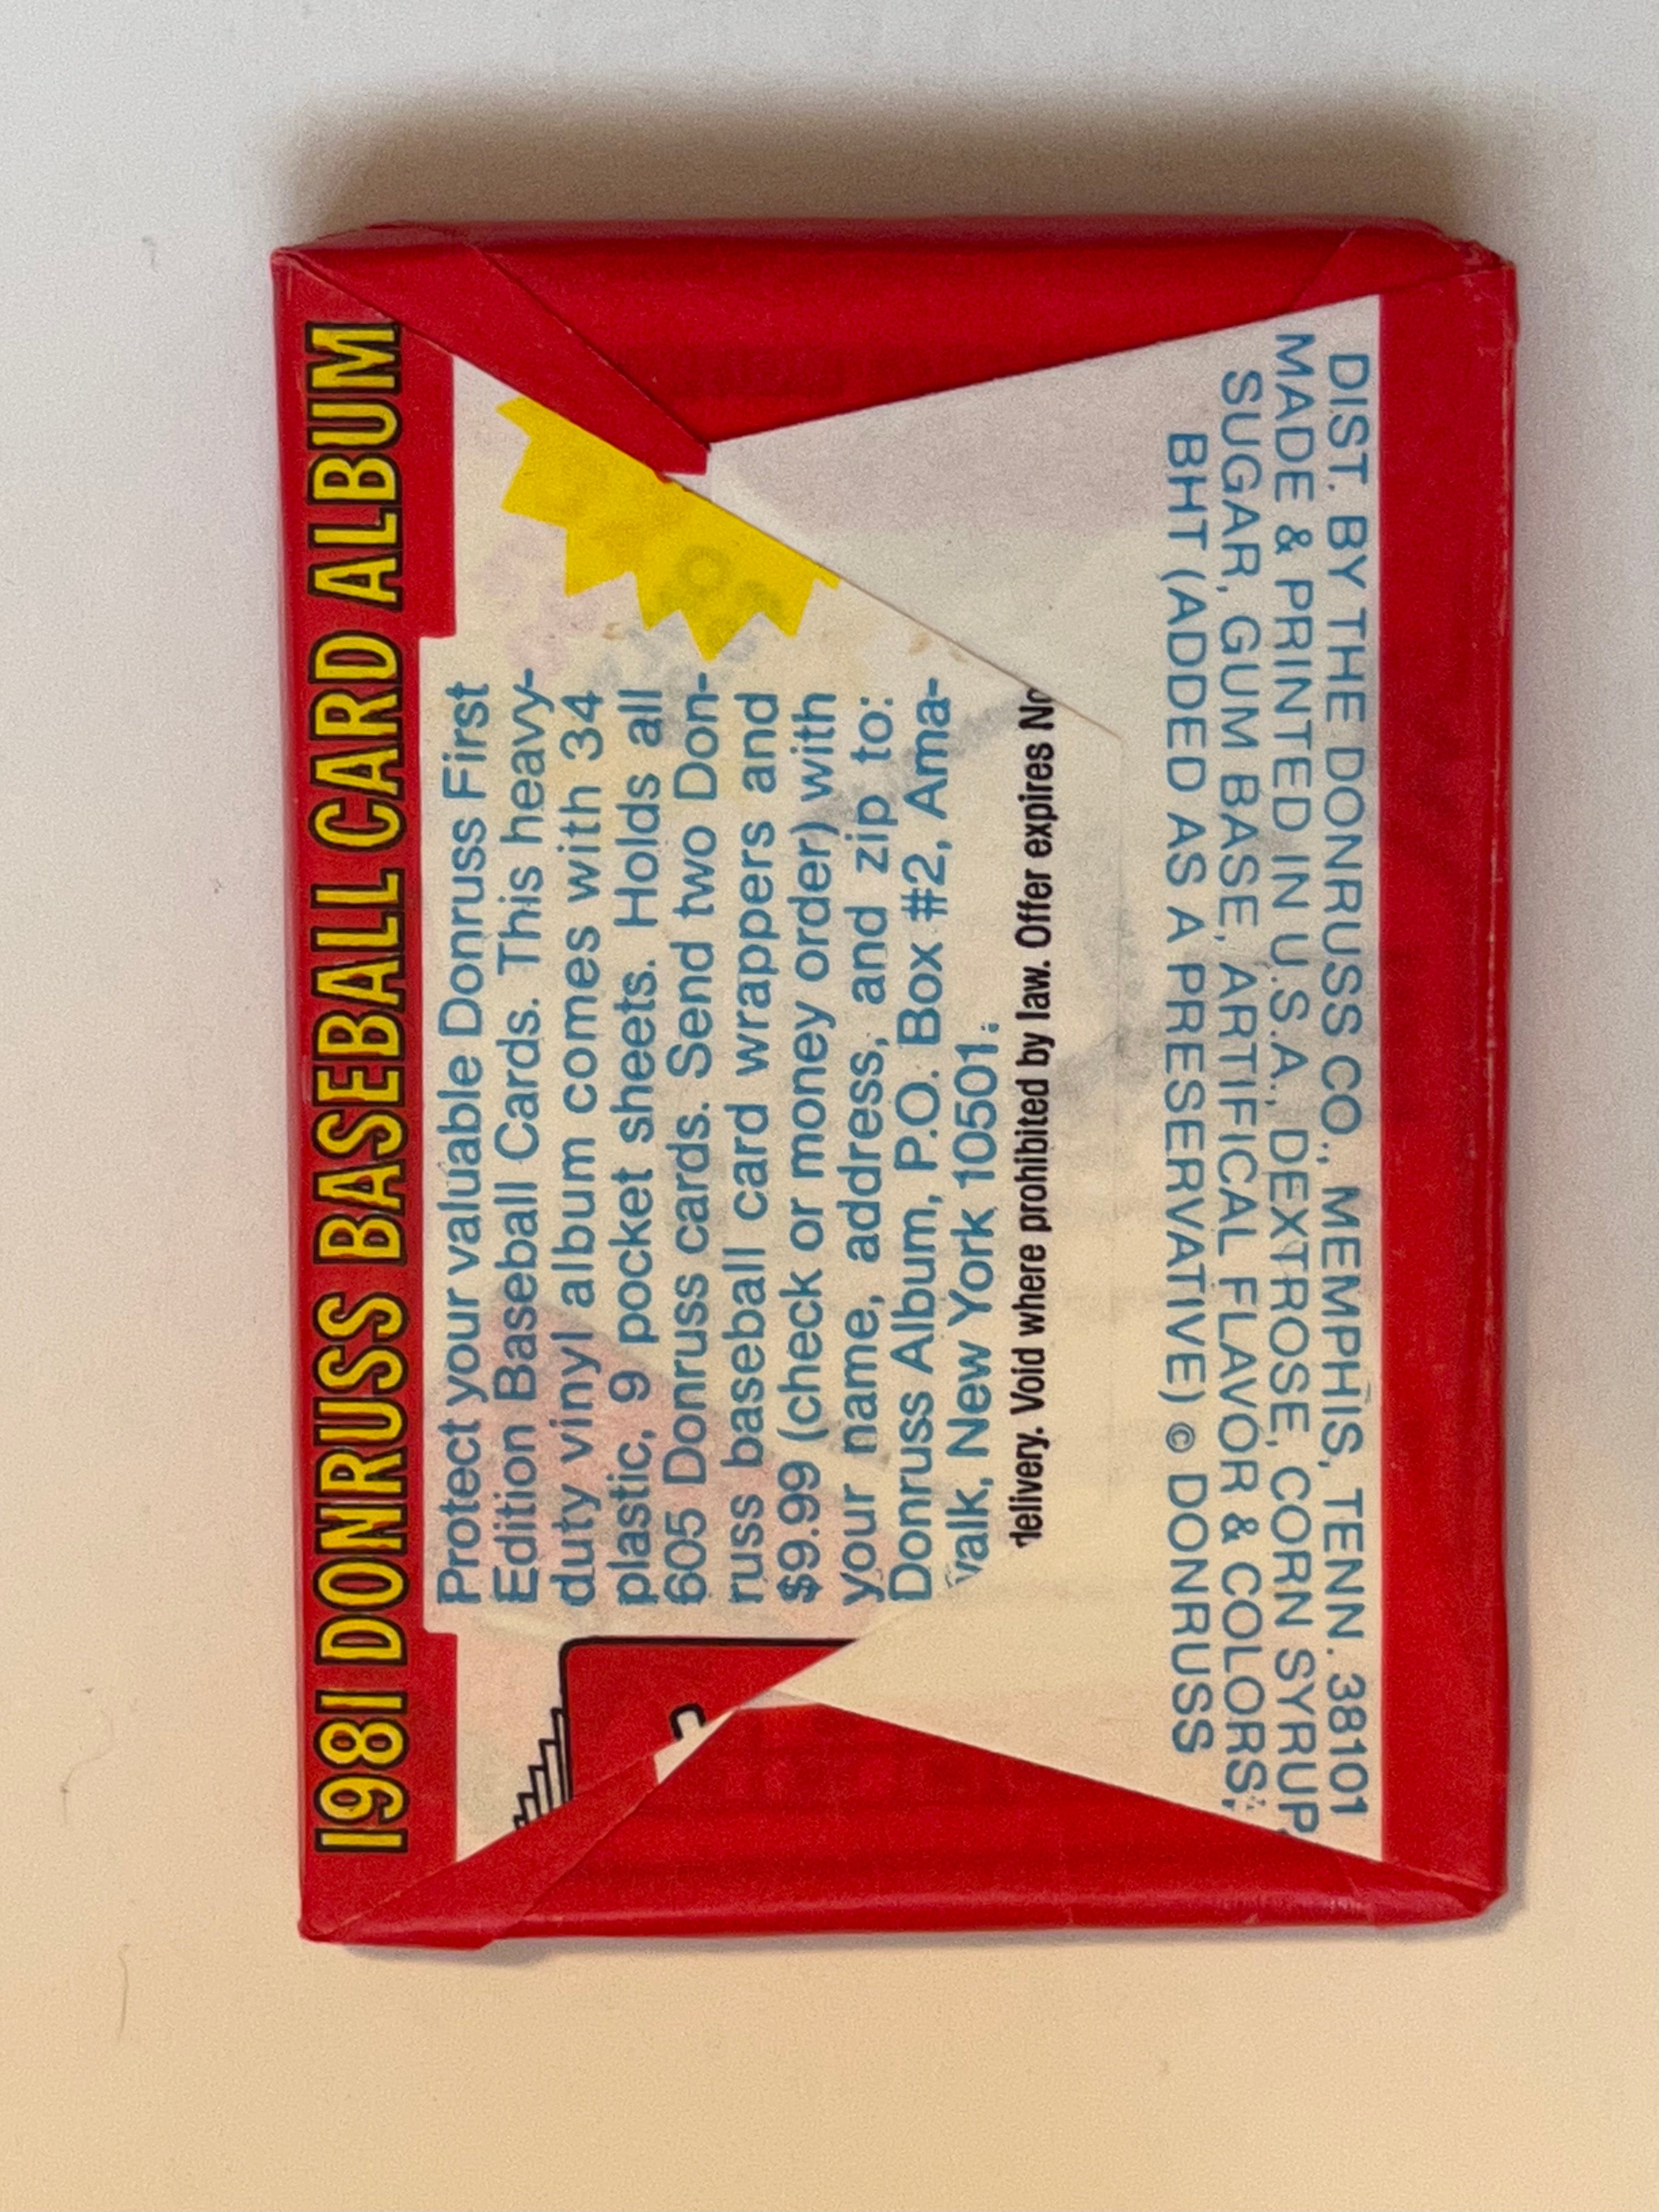 1981 DONRUSS BASEBALL CARD ALBUM
Protect your valuable Donruss First
Edition Baseball Cards. This heavy-
duty vinyl album comes with 34
plastic, 9 pocket sheets. Holds all
605 Donruss cards. Send two Don-
russ baseball card wrappers and
$9.99 (check or money order) with
your name, address, and zip to:
Donruss Album, P.O. Box #2, Ama-
valk, New York 10501.
delivery. Void where prohibited by law. Offer expires
DIST. BY THE DONRUSS CO., MEMPHIS, TENN. 38101
MADE & PRINTED IN U.S.A., DEXTROSE, CORN SYRUP,
SUGAR, GUM BASE, ARTIFICAL FLAVOR & COLORS,
BHT (ADDED AS A PRESERVATIVE) © DONRUSS